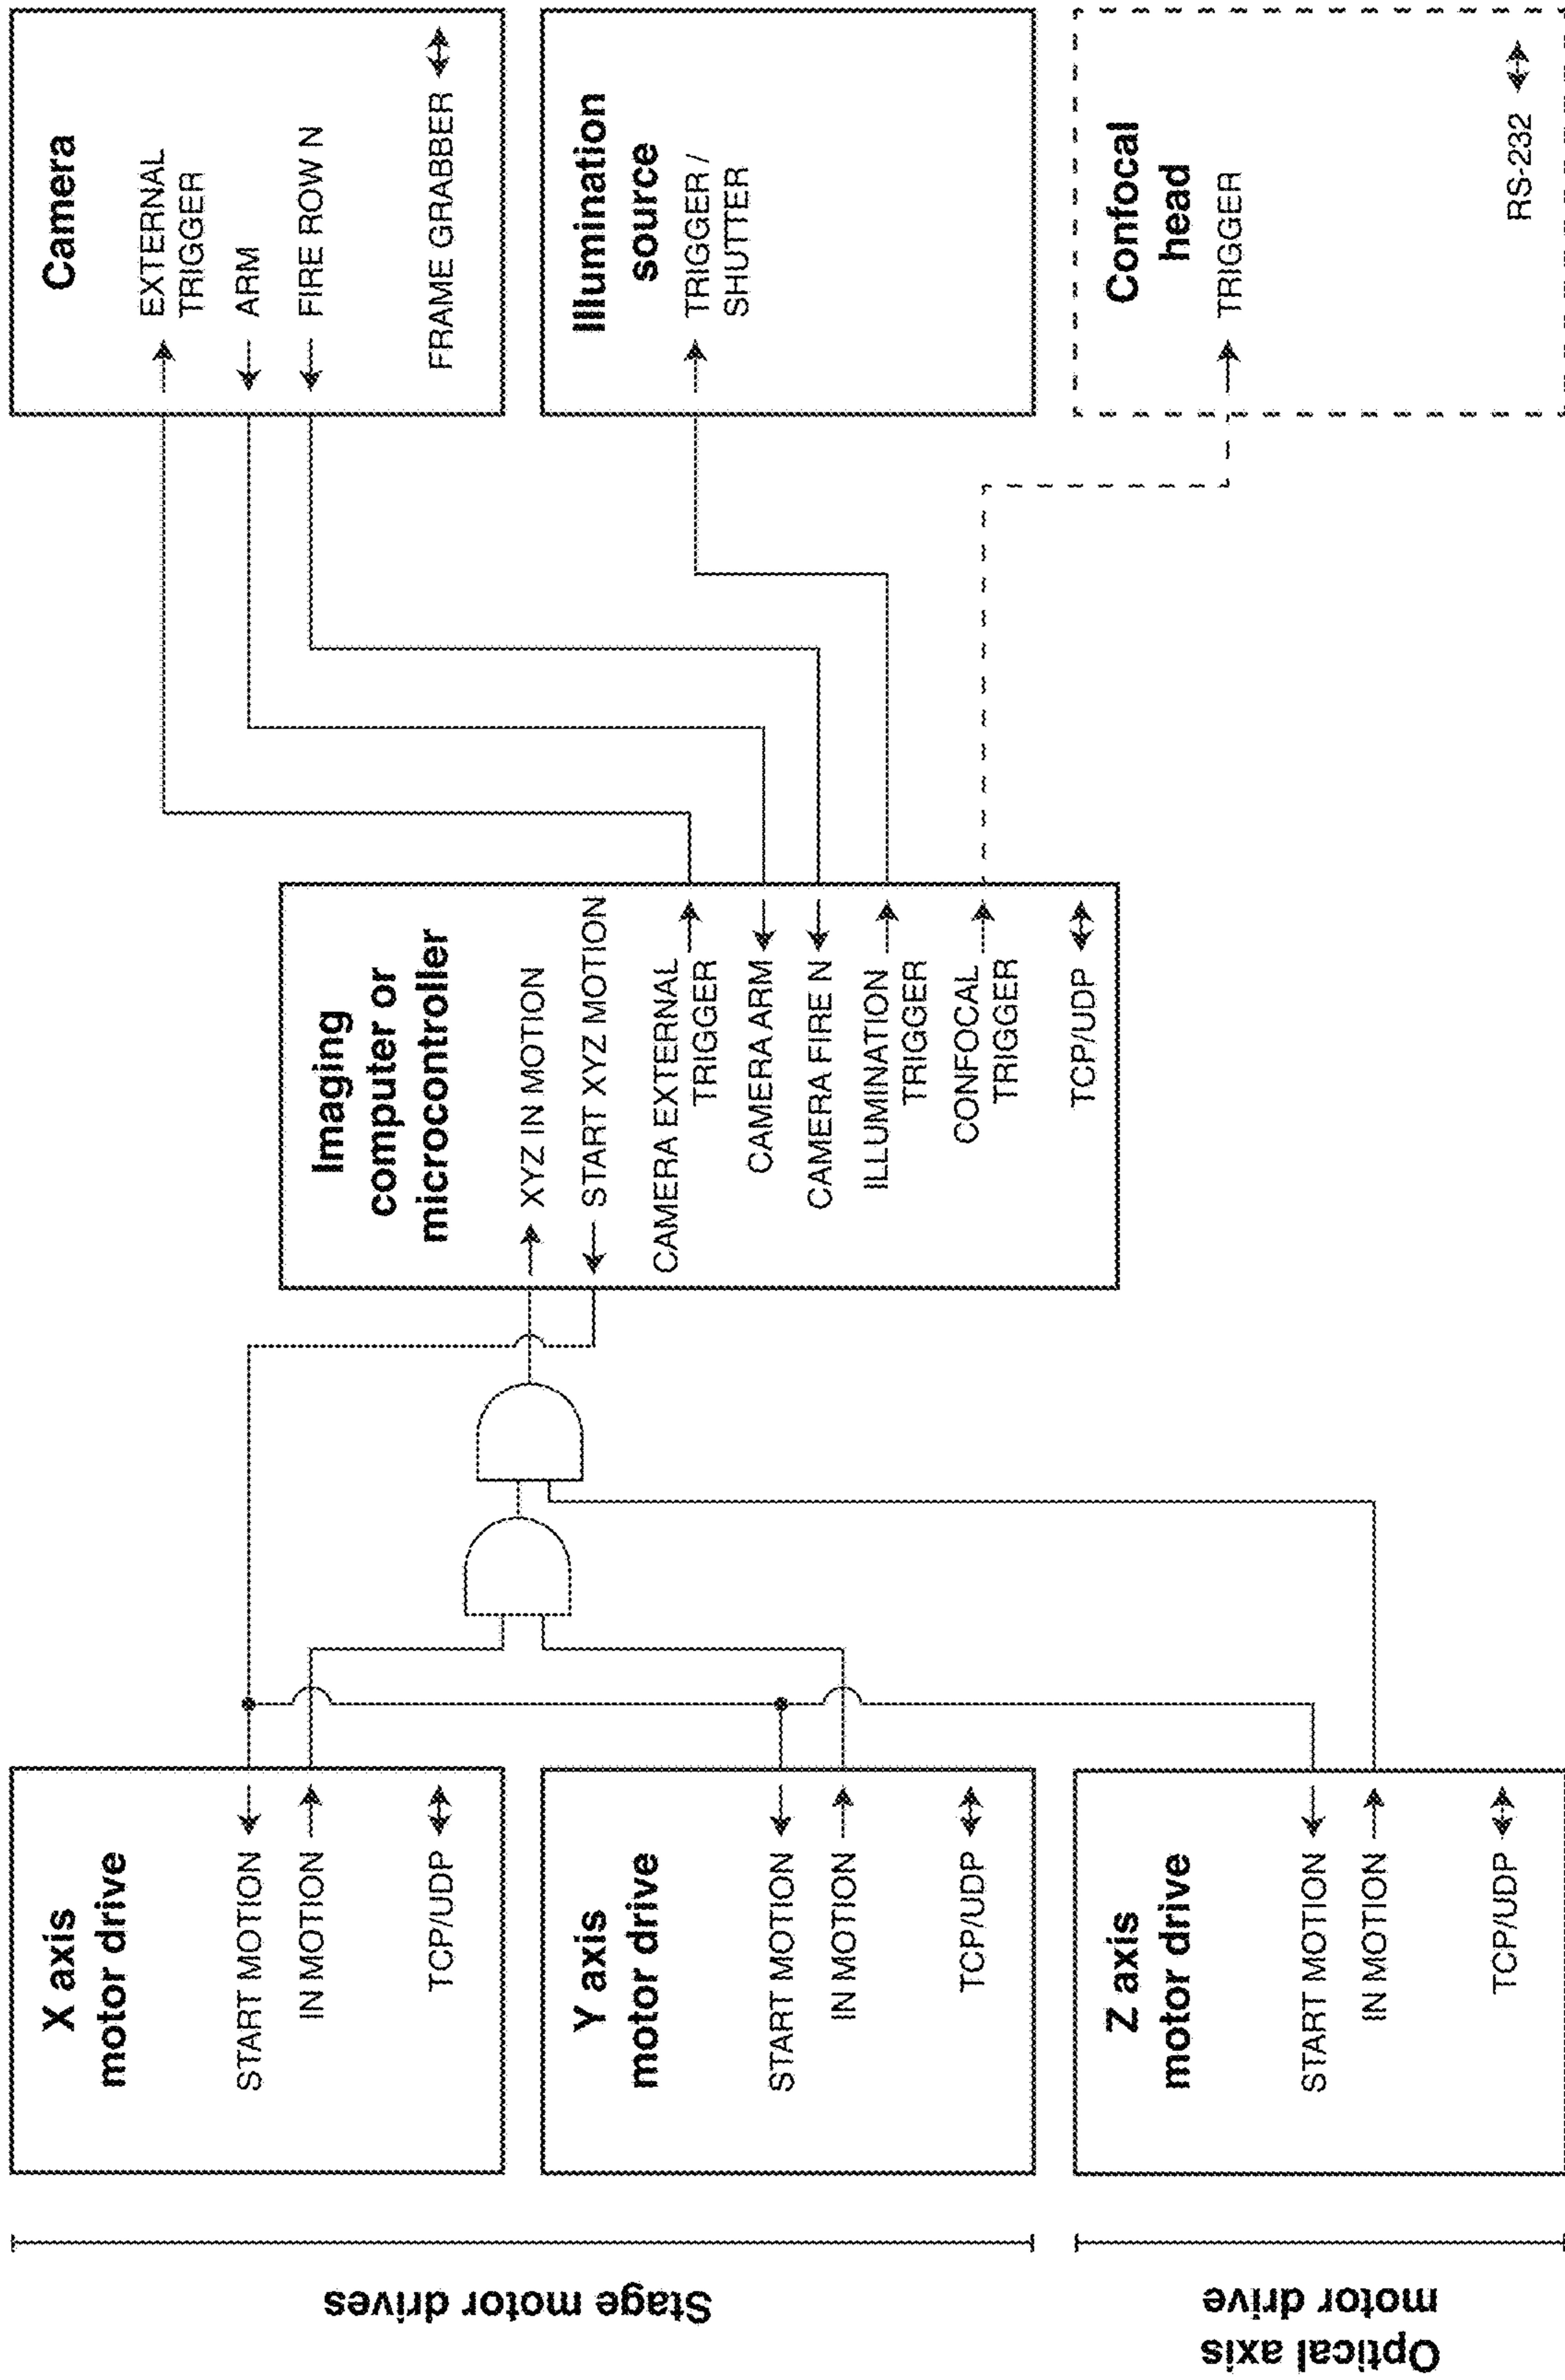 Stage motor drives
Optical axis
motor drive
X axis
motor drive
START MOTION
IN MOTION
TCP/UDP
Y axis
motor drive
START MOTION
IN MOTION
TCP/UDP
Z axis
motor drive
START MOTION
IN MOTION
TCP/UDP
Imaging
computer or
microcontroller
XYZ IN MOTION
START XYZ MOTION
CAMERA EXTERNAL
TRIGGER
CAMERA ARM
CAMERA FIRE N
ILLUMINATION
TRIGGER
CONFOCAL
TRIGGER
TCP/UDP
Camera
EXTERNAL
TRIGGER
ARM
FIRE ROW N
FRAME GRABBER
Illumination
source
TRIGGER /
SHUTTER
Confocal
head
TRIGGER
RS-232